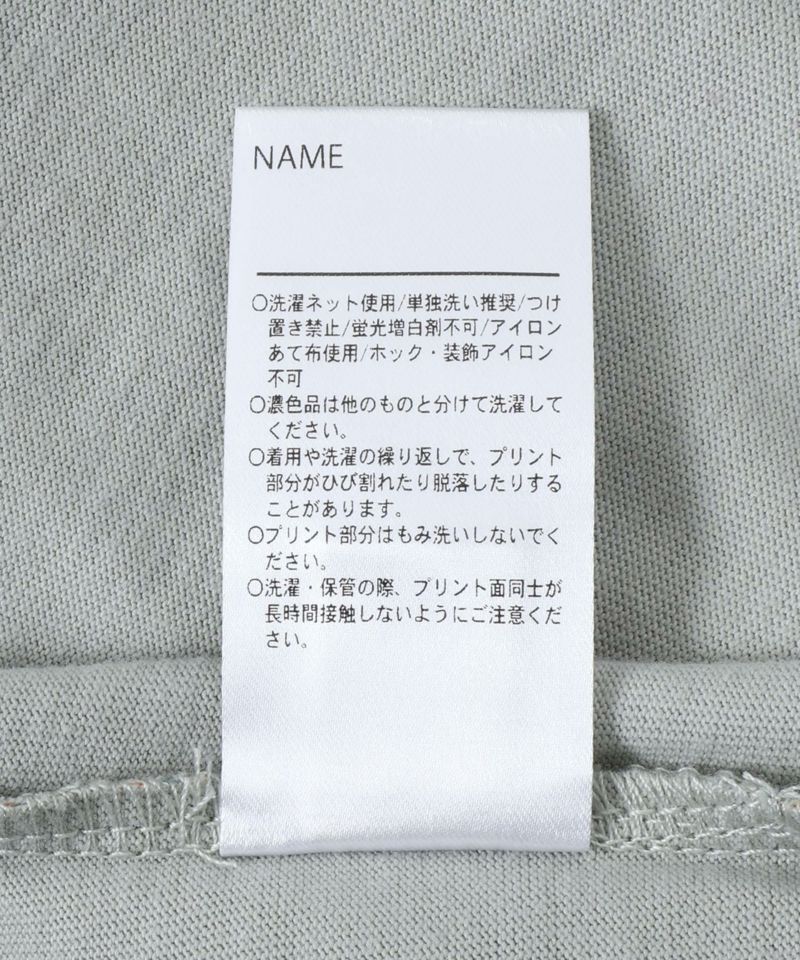 NAME
〇洗濯ネット使用/単独洗い推奨/つけ
置き禁止/蛍光増白剤不可/アイロン
あて布使用/ホック・装飾アイロン
不可
〇濃色品は他のものと分けて洗濯して
ください。
〇着用や洗濯の繰り返しで、プリント
部分がひび割れたり脱落したりする
ことがあります。
〇プリント部分はもみ洗いしないでく
ださい。
〇洗濯・保管の際、プリント面同士が
長時間接触しないようにご注意くだ
さい。